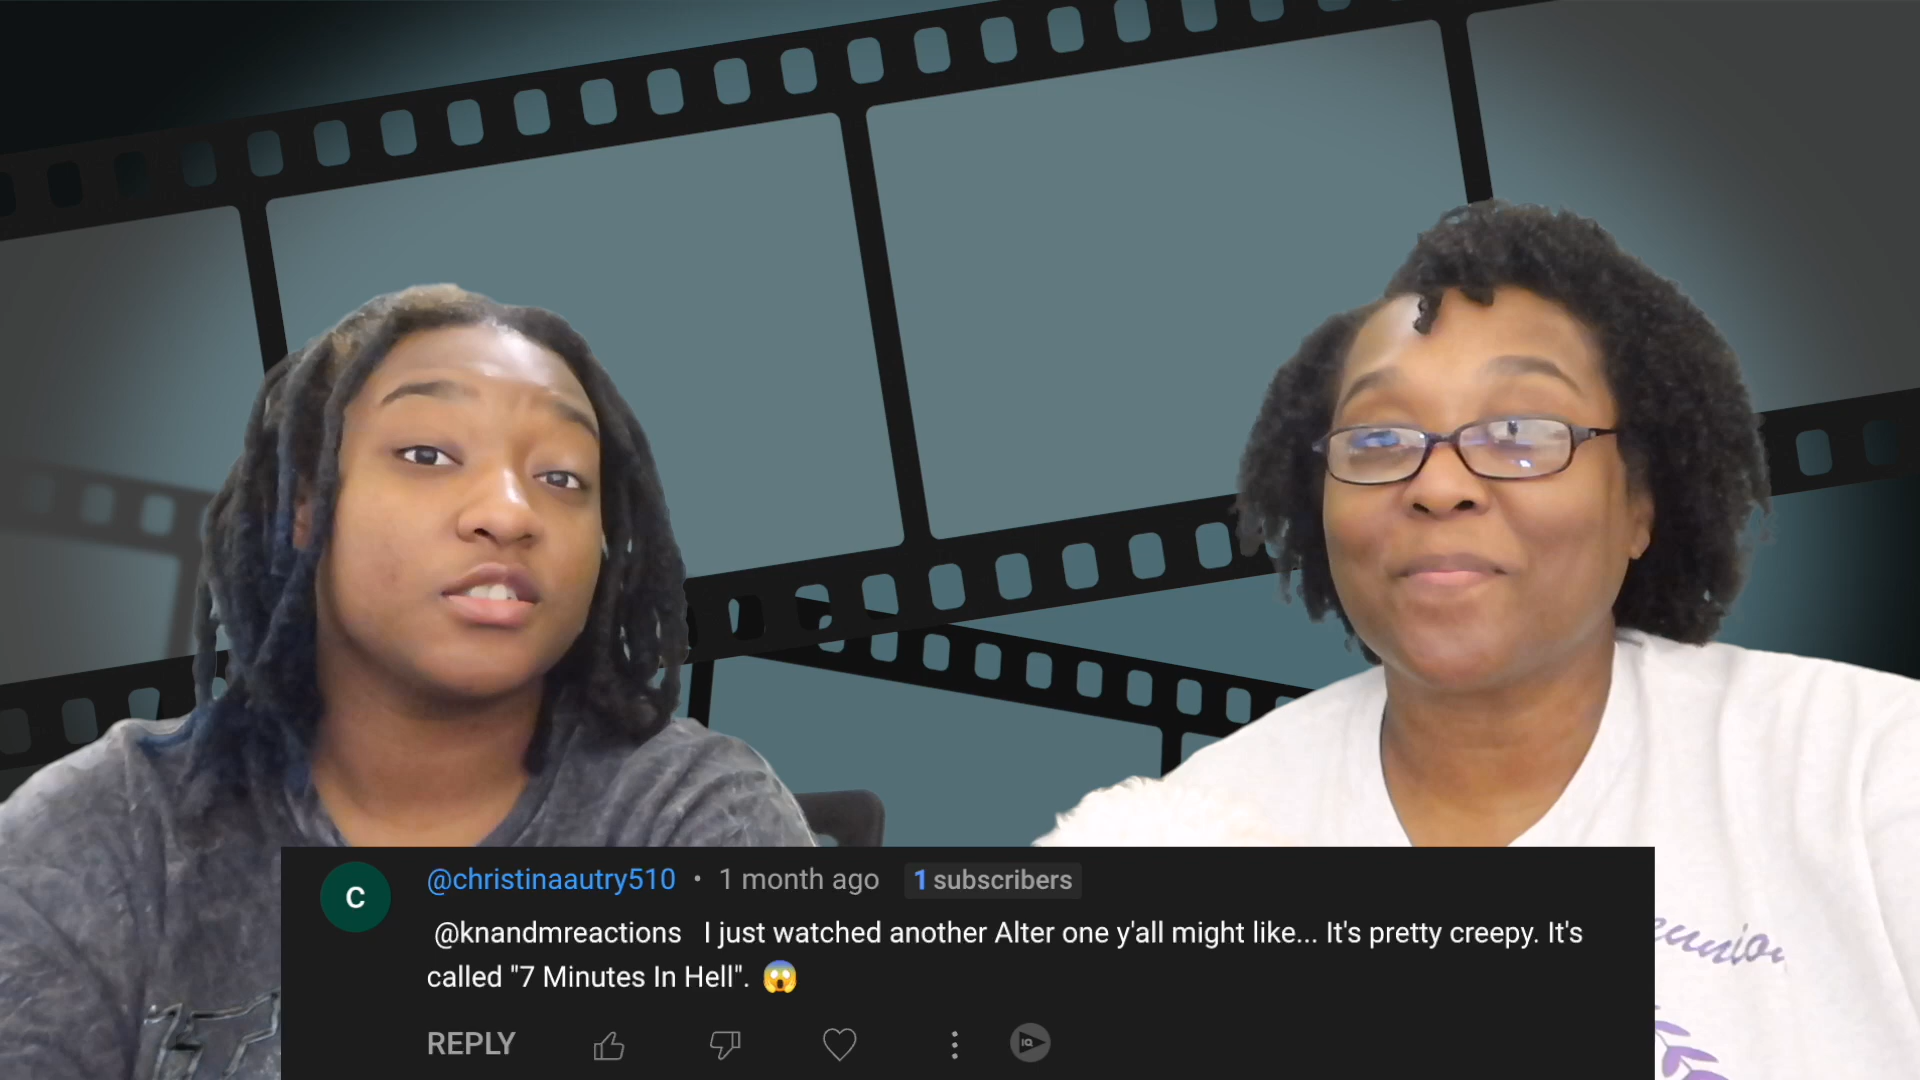 C
@christinaautry510 • 1 month ago 1 subscribers
@knandmreactions I just watched another Alter one y'all might like... It's pretty creepy. It's
called "7 Minutes In Hell". 😱
REPLY
IQ